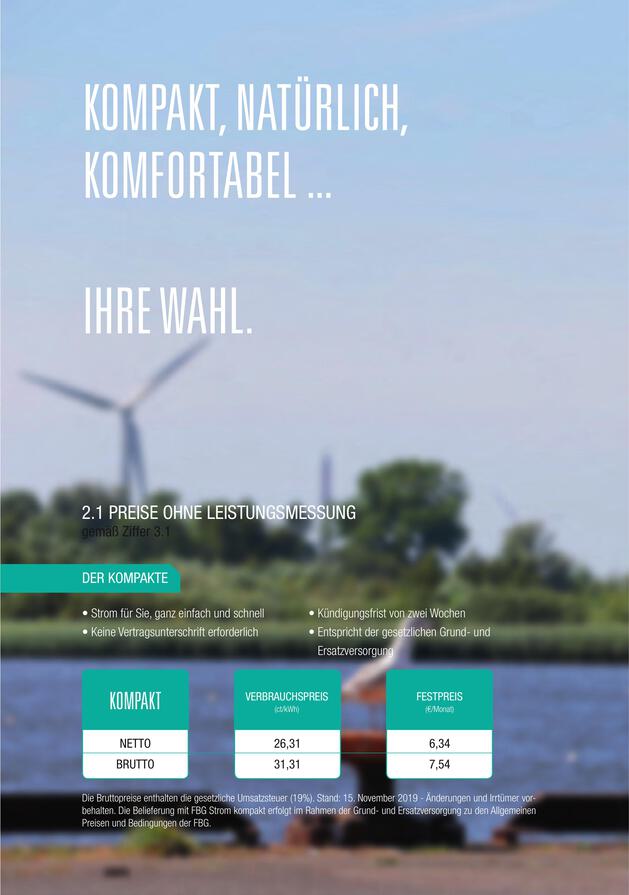 KOMPAKT, NATÜRLICH,
KOMFORTABEL ...
IHRE WAHL.
2.1 PREISE OHNE LEISTUNGSMESSUNG
gemäß Ziffer 3.1
DER KOMPAKTE
• Strom für Sie, ganz einfach und schnell
• Keine Vertragsunterschrift erforderlich
• Kündigungsfrist von zwei Wochen
• Entspricht der gesetzlichen Grund- und
Ersatzversorgung
KOMPAKT VERBRAUCHSPREIS FESTPREIS
(ct/kWh) (€/Monat)
NETTO 26,31 6,34
BRUTTO 31,31 7,54
Die Bruttopreise enthalten die gesetzliche Umsatzsteuer (19%). Stand: 15. November 2019 - Änderungen und Irrtümer vor-
behalten. Die Belieferung mit FBG Strom kompakt erfolgt im Rahmen der Grund- und Ersatzversorgung zu den Allgemeinen
Preisen und Bedingungen der FBG.